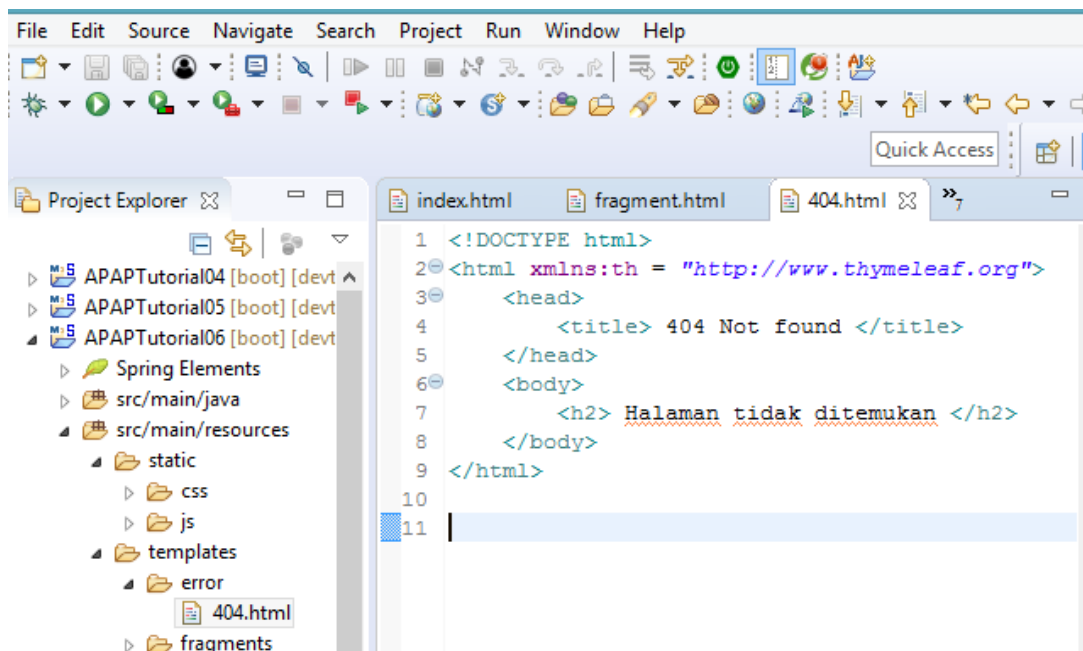 File Edit Source Navigate Search Project Run Window Help
Quick Access
Project Explorer
APAPTutorial04 [boot] [devt
APAPTutorial05 [boot] [devt
APAPTutorial06 [boot] [devt
Spring Elements
src/main/java
src/main/resources
static
css
js
templates
error
404.html
fragments
index.html fragment.html 404.html »7
1 <!DOCTYPE html>
2 <html xmlns:th = "http://www.thymeleaf.org">
3 <head>
4 <title> 404 Not found </title>
5 </head>
6 <body>
7 <h2> Halaman tidak ditemukan </h2>
8 </body>
9 </html>
10
11